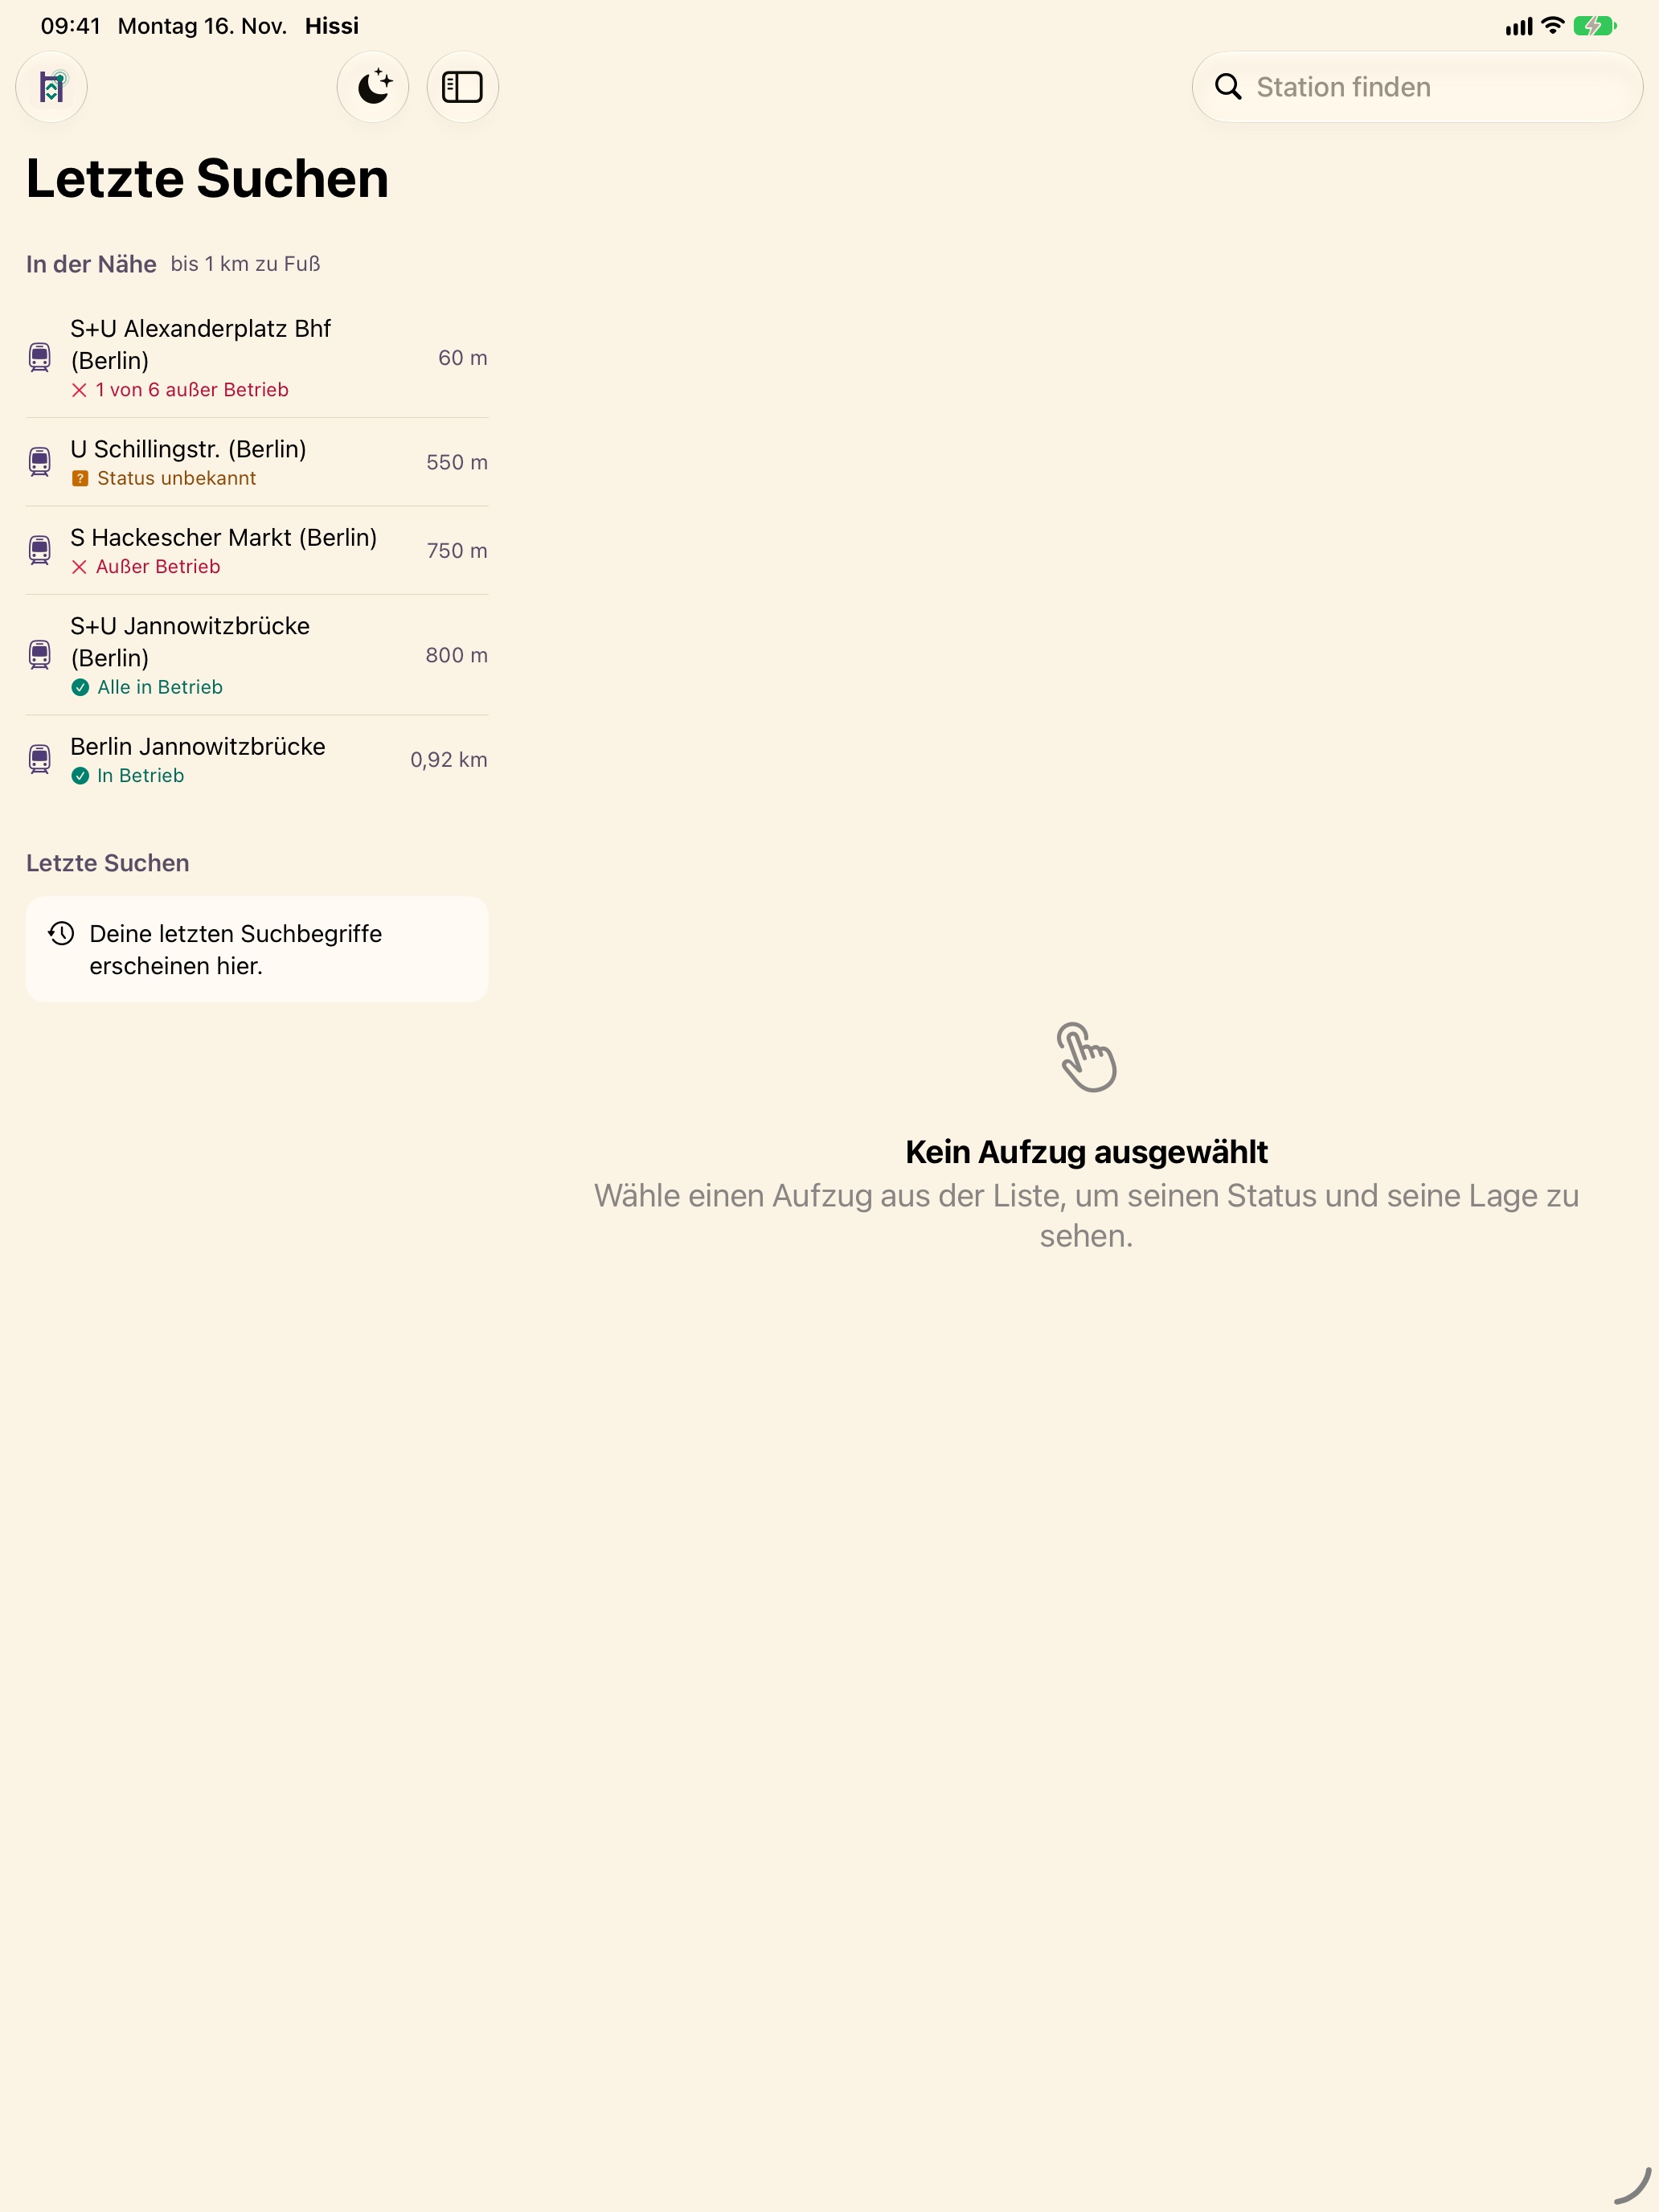 09:41 Montag 16. Nov. Hissi
Station finden
Letzte Suchen
In der Nähe bis 1 km zu Fuß
S+U Alexanderplatz Bhf
(Berlin)
60 m
1 von 6 außer Betrieb
U Schillingstr. (Berlin)
550 m
Status unbekannt
S Hackescher Markt (Berlin)
750 m
Außer Betrieb
S+U Jannowitzbrücke
(Berlin)
800 m
Alle in Betrieb
Berlin Jannowitzbrücke
0,92 km
In Betrieb
Letzte Suchen
Deine letzten Suchbegriffe
erscheinen hier.
Kein Aufzug ausgewählt
Wähle einen Aufzug aus der Liste, um seinen Status und seine Lage zu
sehen.